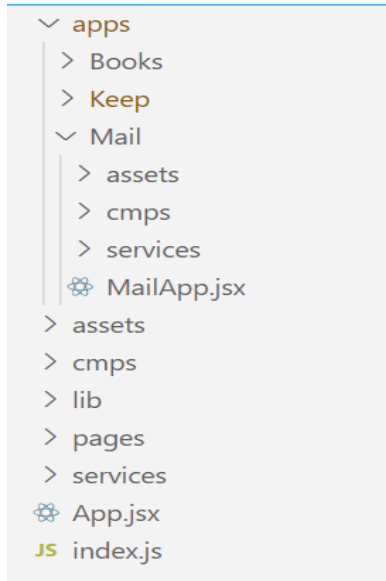 apps
Books
Keep
Mail
assets
cmps
services
MailApp.jsx
assets
cmps
lib
pages
services
App.jsx
JS index.js